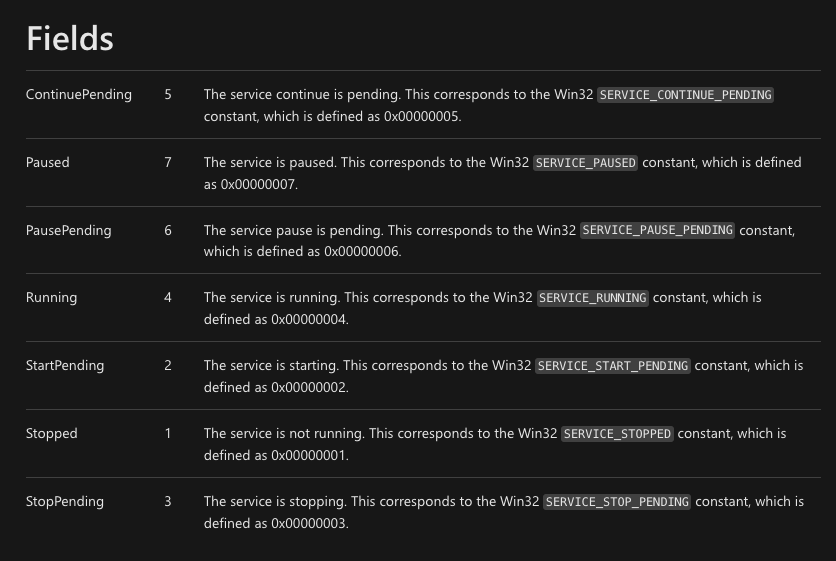 Fields
ContinuePending 5 The service continue is pending. This corresponds to the Win32 SERVICE_CONTINUE_PENDING
constant, which is defined as 0x00000005.
Paused 7 The service is paused. This corresponds to the Win32 SERVICE_PAUSED constant, which is defined
as 0x00000007.
PausePending 6 The service pause is pending. This corresponds to the Win32 SERVICE_PAUSE_PENDING constant,
which is defined as 0x00000006.
Running 4 The service is running. This corresponds to the Win32 SERVICE_RUNNING constant, which is
defined as 0x00000004.
StartPending 2 The service is starting. This corresponds to the Win32 SERVICE_START_PENDING constant, which is
defined as 0x00000002.
Stopped 1 The service is not running. This corresponds to the Win32 SERVICE_STOPPED constant, which is
defined as 0x00000001.
StopPending 3 The service is stopping. This corresponds to the Win32 SERVICE_STOP_PENDING constant, which is
defined as 0x00000003.